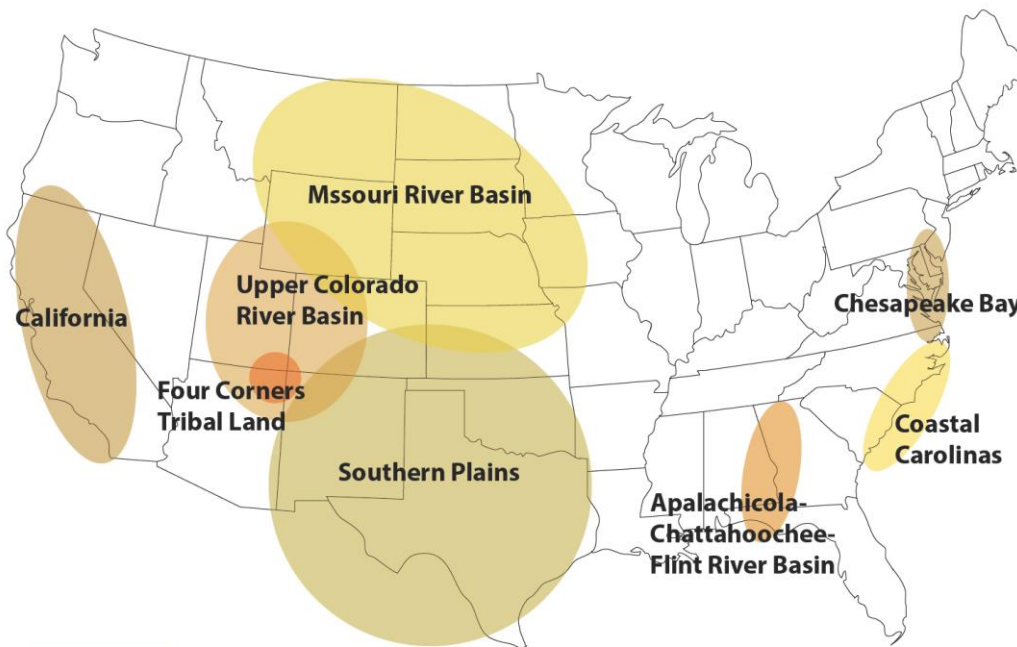 Mssouri River Basin
Upper Colorado
River Basin
California
Chesapeake Bay
Four Corners
Tribal Land
Southern Plains
Coastal
Carolinas
Apalachicola-
Chattahoochee-
Flint River Basin